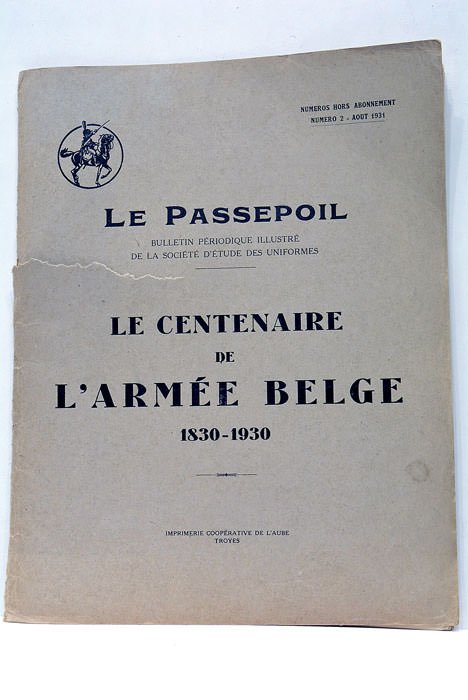 NUMEROS HORS ABONNEMENT
NUMERO 2 - AOUT 1931
LE PASSEPOIL
BULLETIN PÉRIODIQUE ILLUSTRÉ
DE LA SOCIÉTÉ D'ÉTUDE DES UNIFORMES
LE CENTENAIRE
DE
L'ARMÉE BELGE
1830-1930
IMPRIMERIE COOPÉRATIVE DE L'AUBE
TROYES